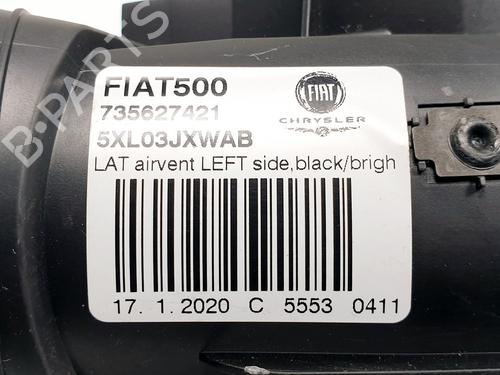 FIAT500
735627421
5XL03JXWAB
FIAT
CHRYSLER
LAT airvent LEFT side,black/brigh
17. 1. 2020 C 5553 0411
B-PARTS